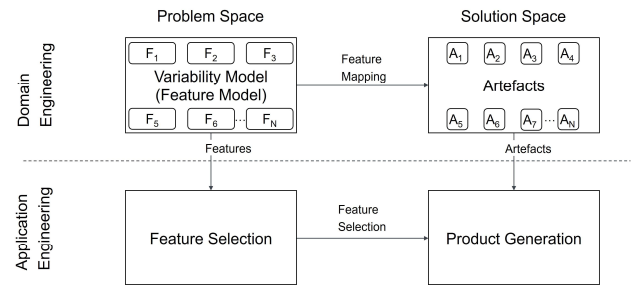 Problem Space
Solution Space
Domain
Engineering
F1 F2 F3
Variability Model
(Feature Model)
F5 F6 ... FN
Feature
Mapping
A1 A2 A3 A4
Artefacts
A5 A6 A7 ... AN
Features
Artefacts
Application
Engineering
Feature Selection
Feature
Selection
Product Generation